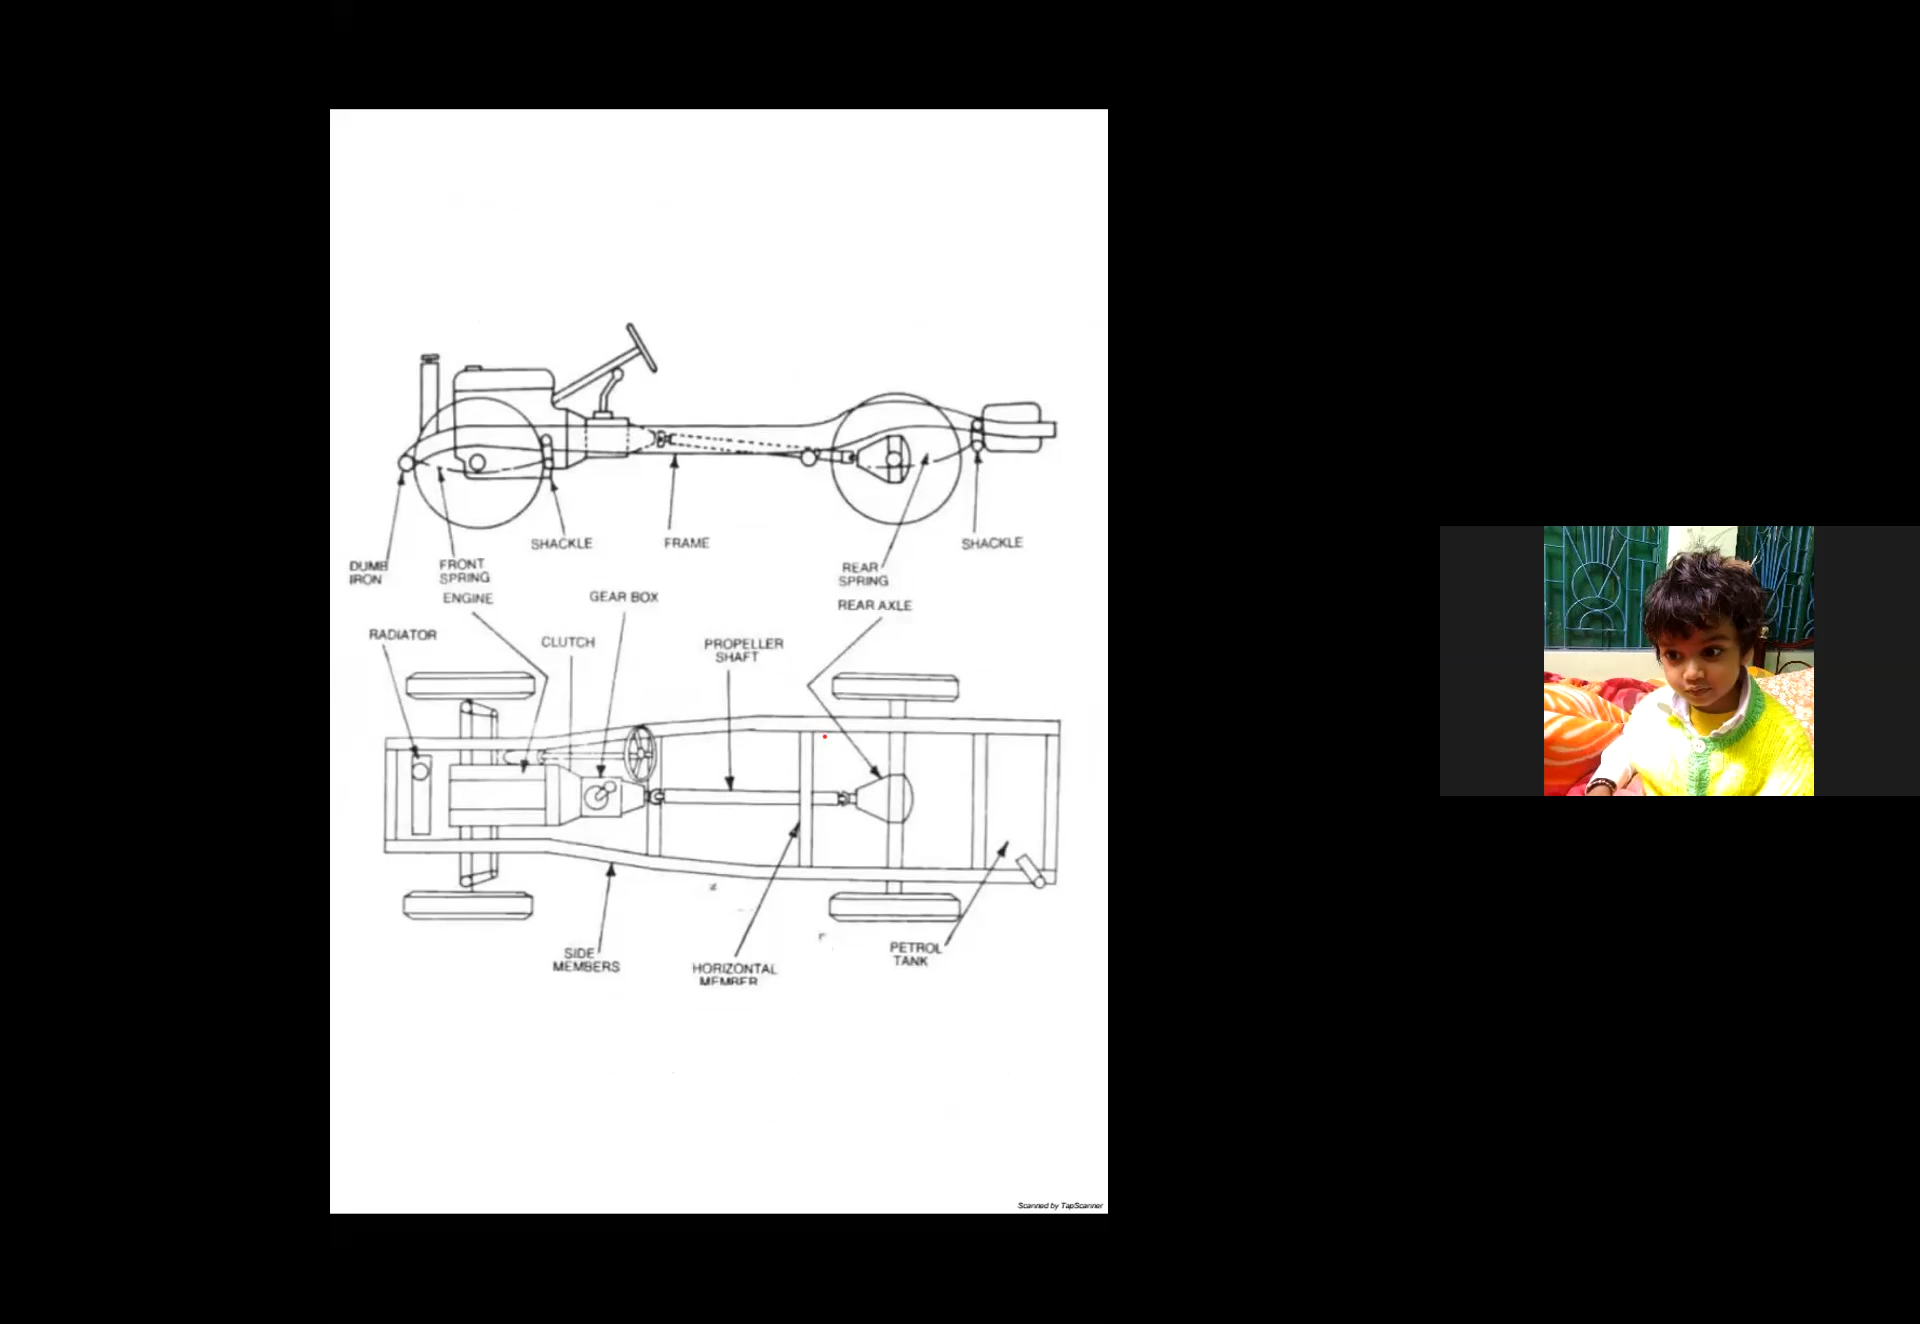 SHACKLE
FRAME
SHACKLE
DUMB
IRON
FRONT
SPRING
REAR
SPRING
ENGINE
GEAR BOX
REAR AXLE
RADIATOR
CLUTCH
PROPELLER
SHAFT
SIDE
MEMBERS
HORIZONTAL
MEMBER
PETROL
TANK
Scanned by TapScanner